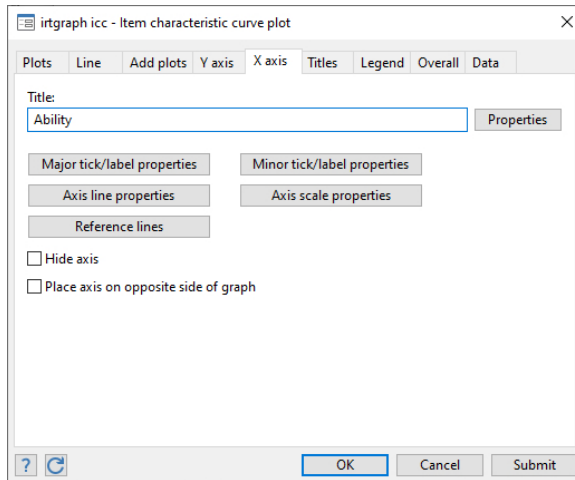 irtgraph icc - Item characteristic curve plot
Plots Line Add plots Y axis X axis Titles Legend Overall Data
Title:
Ability Properties
Major tick/label properties Minor tick/label properties
Axis line properties Axis scale properties
Reference lines
Hide axis
Place axis on opposite side of graph
? OK Cancel Submit